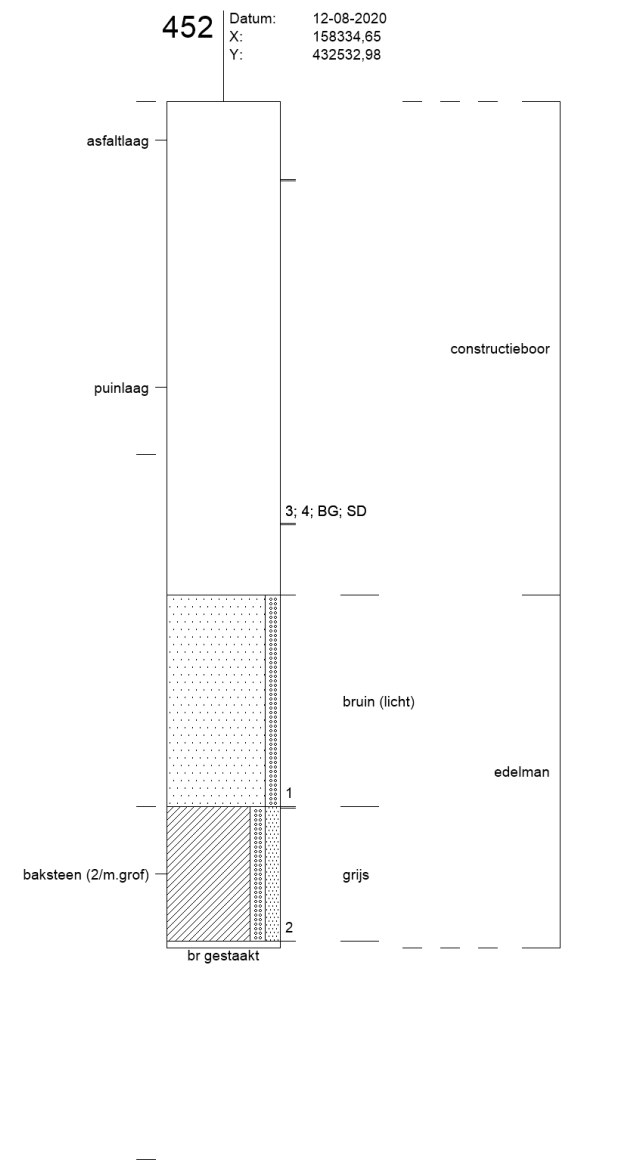 452
Datum: 12-08-2020
X: 158334,65
Y: 432532,98
asfaltlaag
constructieboor
puinlaag
3; 4; BG; SD
bruin (licht)
edelman
1
baksteen (2/m.grof)
grijs
2
br gestaakt